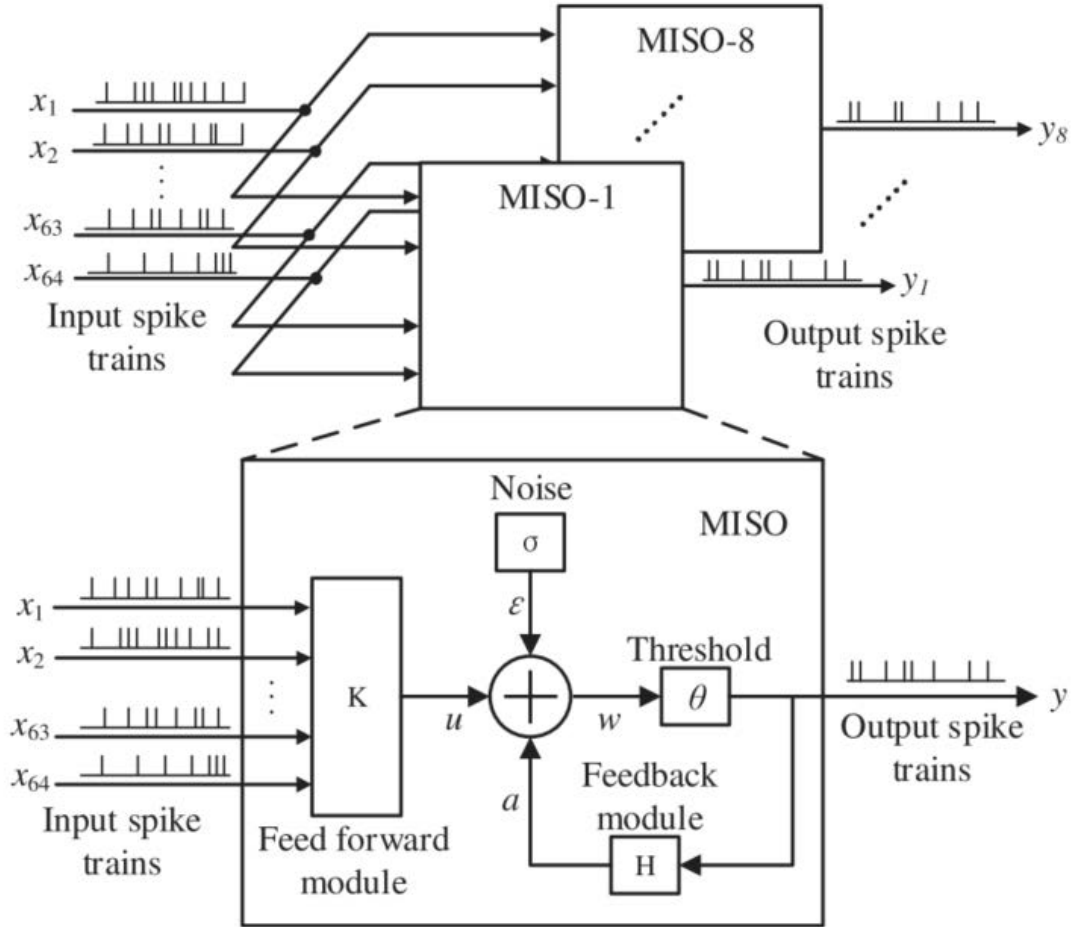 MISO-8
x₁
x₂
y₈
MISO-1
x₆₃
x₆₄
y₁
Input spike
trains
Output spike
trains
Noise
σ
MISO
ε
x₁
x₂
Threshold
K
u
w
θ
y
x₆₃
Output spike
trains
x₆₄
a
Feedback
module
H
Input spike
trains
Feed forward
module